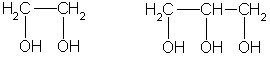 H₂C—CH₂
OH OH
H₂C—CH—CH₂
OH OH OH